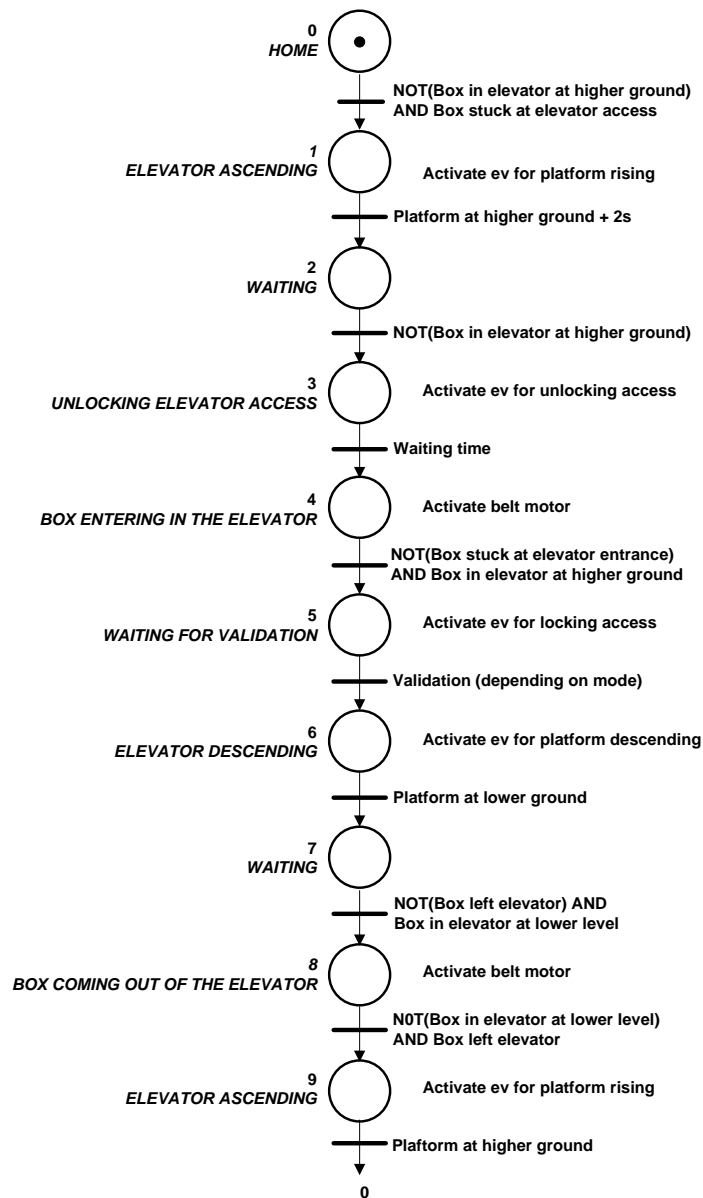 0
HOME
NOT(Box in elevator at higher ground)
AND Box stuck at elevator access
1
ELEVATOR ASCENDING
Activate ev for platform rising
Platform at higher ground + 2s
2
WAITING
NOT(Box in elevator at higher ground)
3
UNLOCKING ELEVATOR ACCESS
Activate ev for unlocking access
Waiting time
4
BOX ENTERING IN THE ELEVATOR
Activate belt motor
NOT(Box stuck at elevator entrance)
AND Box in elevator at higher ground
5
WAITING FOR VALIDATION
Activate ev for locking access
Validation (depending on mode)
6
ELEVATOR DESCENDING
Activate ev for platform descending
Platform at lower ground
7
WAITING
NOT(Box left elevator) AND
Box in elevator at lower level
8
BOX COMING OUT OF THE ELEVATOR
Activate belt motor
N0T(Box in elevator at lower level)
AND Box left elevator
9
ELEVATOR ASCENDING
Activate ev for platform rising
Plaftorm at higher ground
0